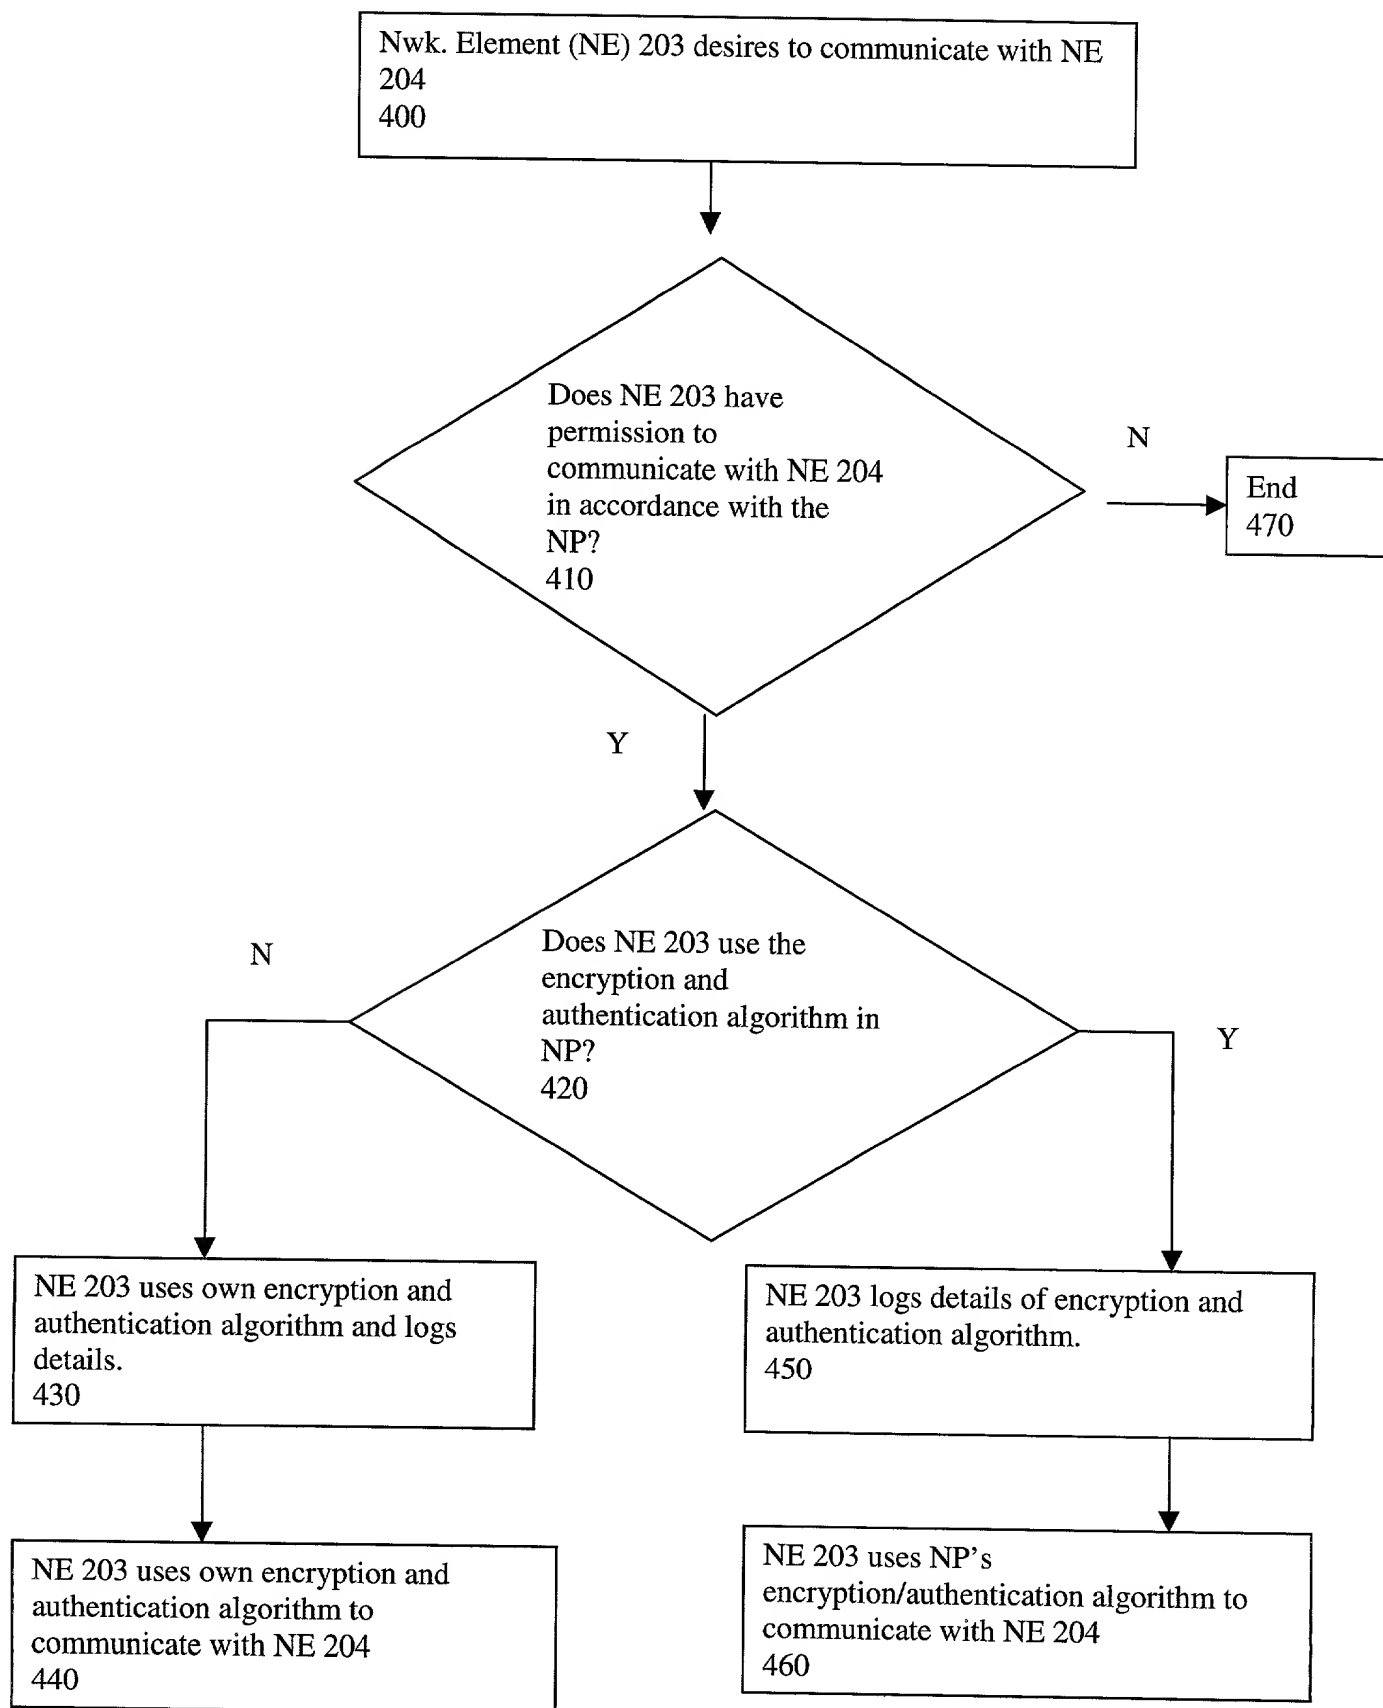 Nwk. Element (NE) 203 desires to communicate with NE
204
400
Does NE 203 have
permission to
communicate with NE 204
in accordance with the
NP?
410
N
End
470
Y
Does NE 203 use the
encryption and
authentication algorithm in
NP?
420
N
Y
NE 203 uses own encryption and
authentication algorithm and logs
details.
430
NE 203 logs details of encryption and
authentication algorithm.
450
NE 203 uses own encryption and
authentication algorithm to
communicate with NE 204
440
NE 203 uses NP’s
encryption/authentication algorithm to
communicate with NE 204
460